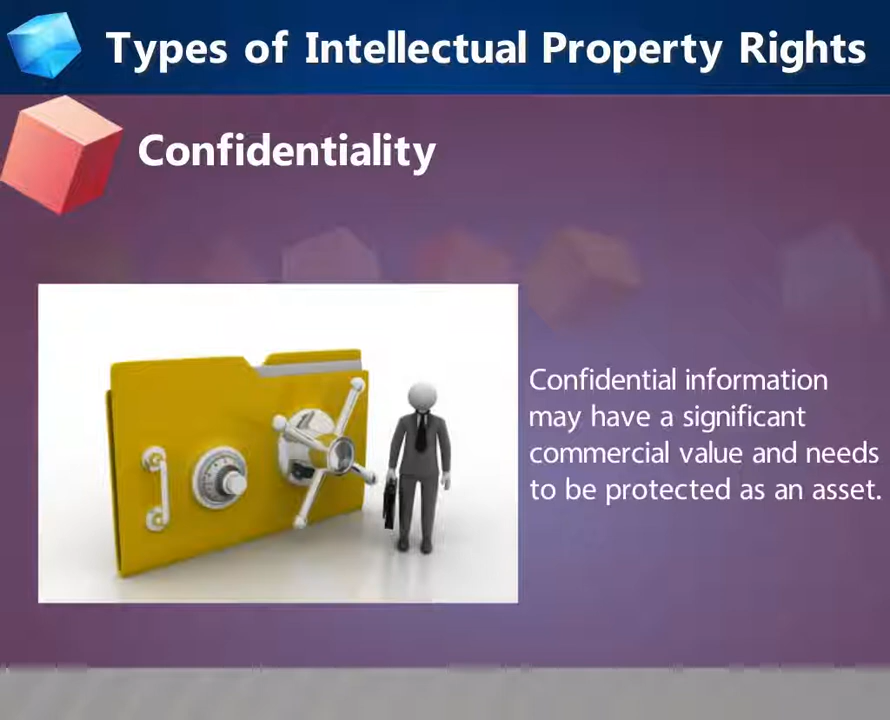 Types of Intellectual Property Rights
Confidentiality
Confidential information
may have a significant
commercial value and needs
to be protected as an asset.